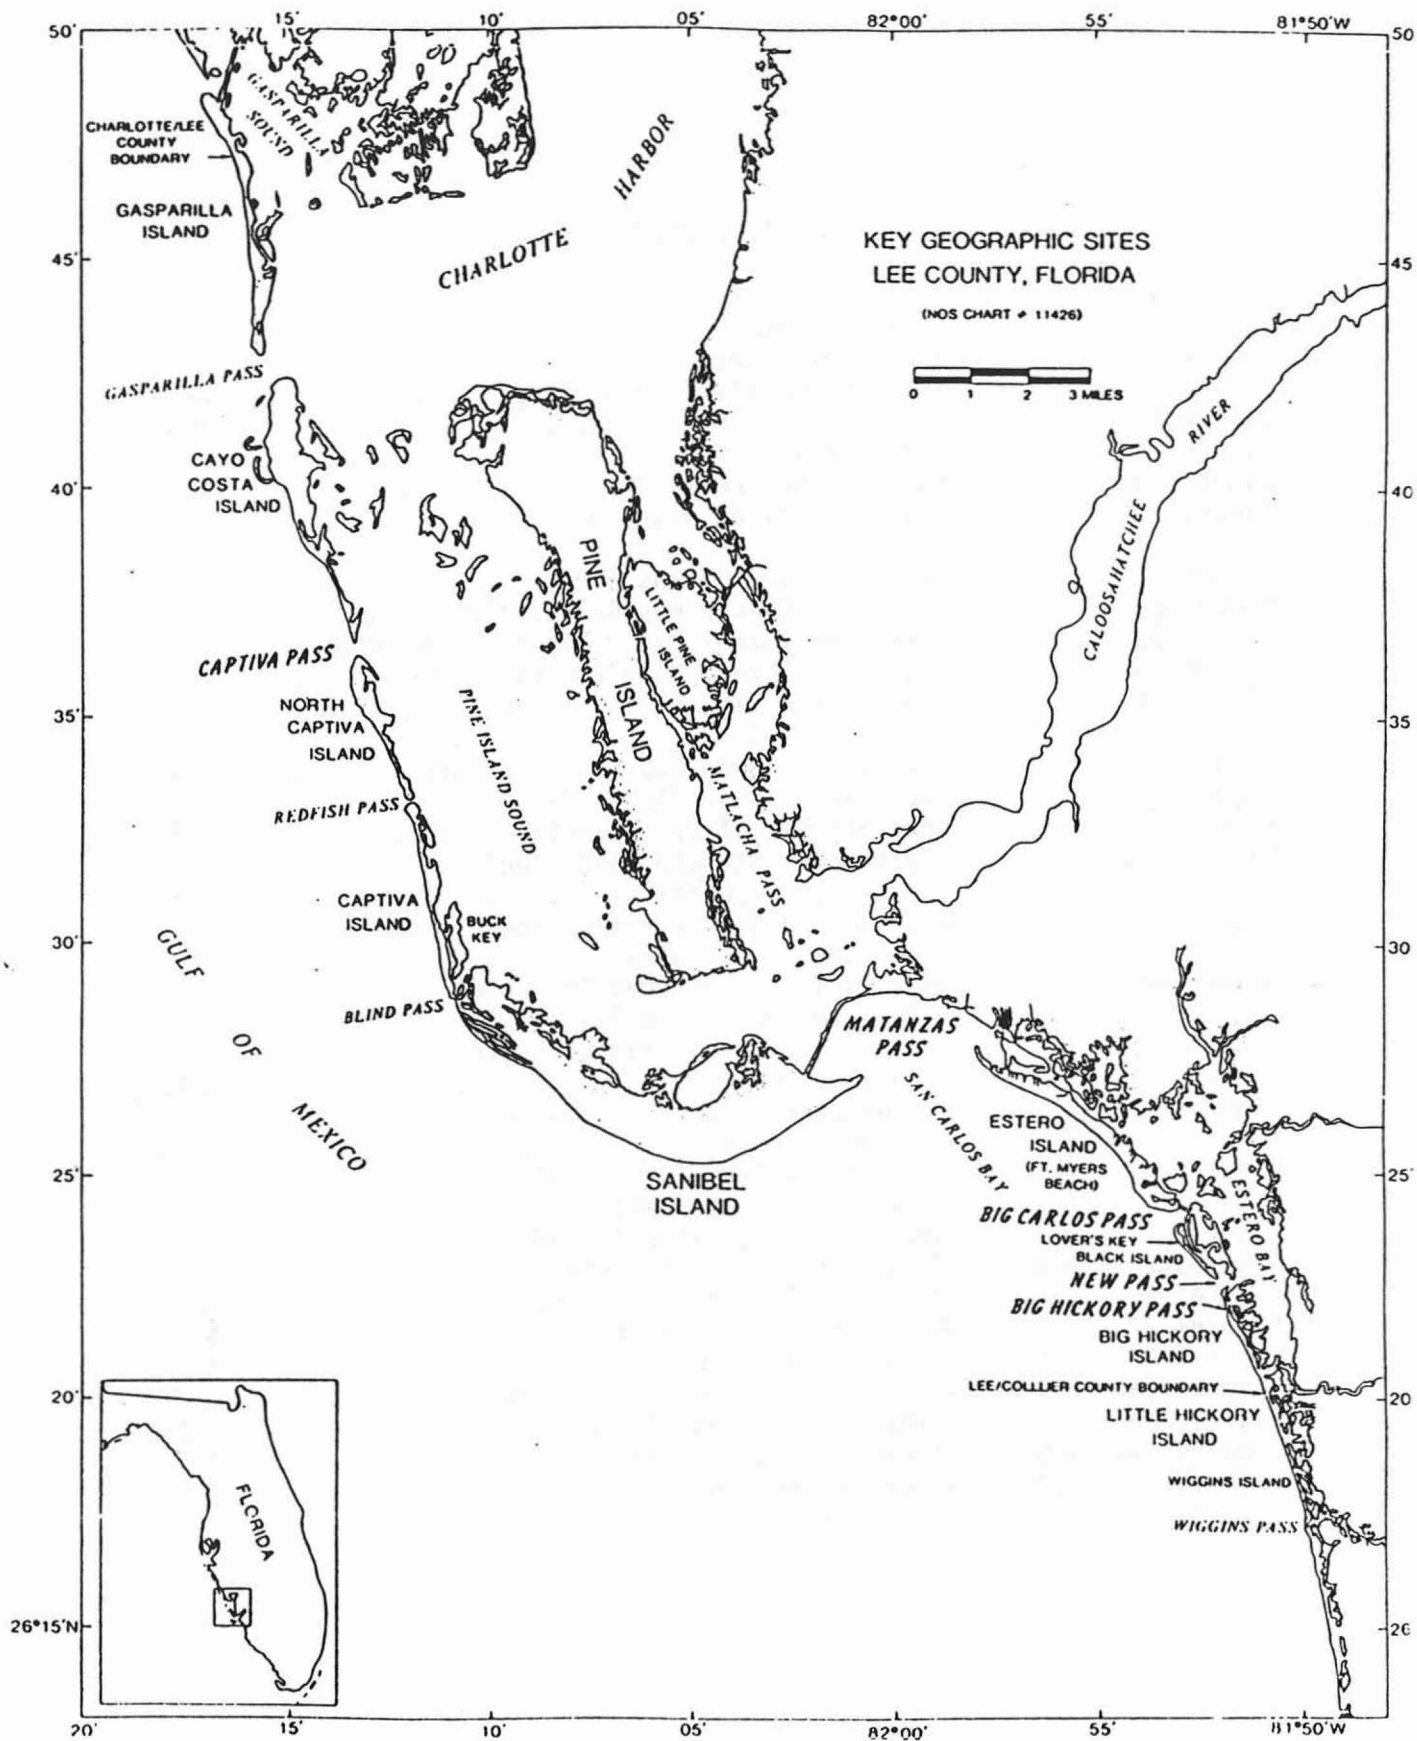 15'
10'
05'
82°00'
55'
81°50'W
50'
50
GASPARILLA
SOUND
CHARLOTTE/LEE
COUNTY
BOUNDARY
HARBOR
GASPARILLA
ISLAND
CHARLOTTE
KEY GEOGRAPHIC SITES
LEE COUNTY, FLORIDA
(NOS CHART # 11426)
45'
45
0 1 2 3 MILES
GASPARILLA PASS
RIVER
CAYO
COSTA
ISLAND
40'
40
CALOOSAHATCHEE
PINE
ISLAND
LITTLE PINE
ISLAND
CAPTIVA PASS
NORTH
CAPTIVA
ISLAND
35'
35
PINE ISLAND SOUND
MATLACHA PASS
REDFISH PASS
CAPTIVA
ISLAND
BUCK
KEY
30'
30
GULF
OF
MEXICO
BLIND PASS
MATANZAS
PASS
SAN CARLOS BAY
ESTERO
ISLAND
(FT. MYERS
BEACH)
25'
25
SANIBEL
ISLAND
ESTERO BAY
BIG CARLOS PASS
LOVER'S KEY
BLACK ISLAND
NEW PASS
BIG HICKORY PASS
BIG HICKORY
ISLAND
LEE/COLLLIER COUNTY BOUNDARY
20'
20
LITTLE HICKORY
ISLAND
WIGGINS ISLAND
WIGGINS PASS
FLORIDA
26°15'N
26
20'
15'
10'
05'
82°00'
55'
81°50'W